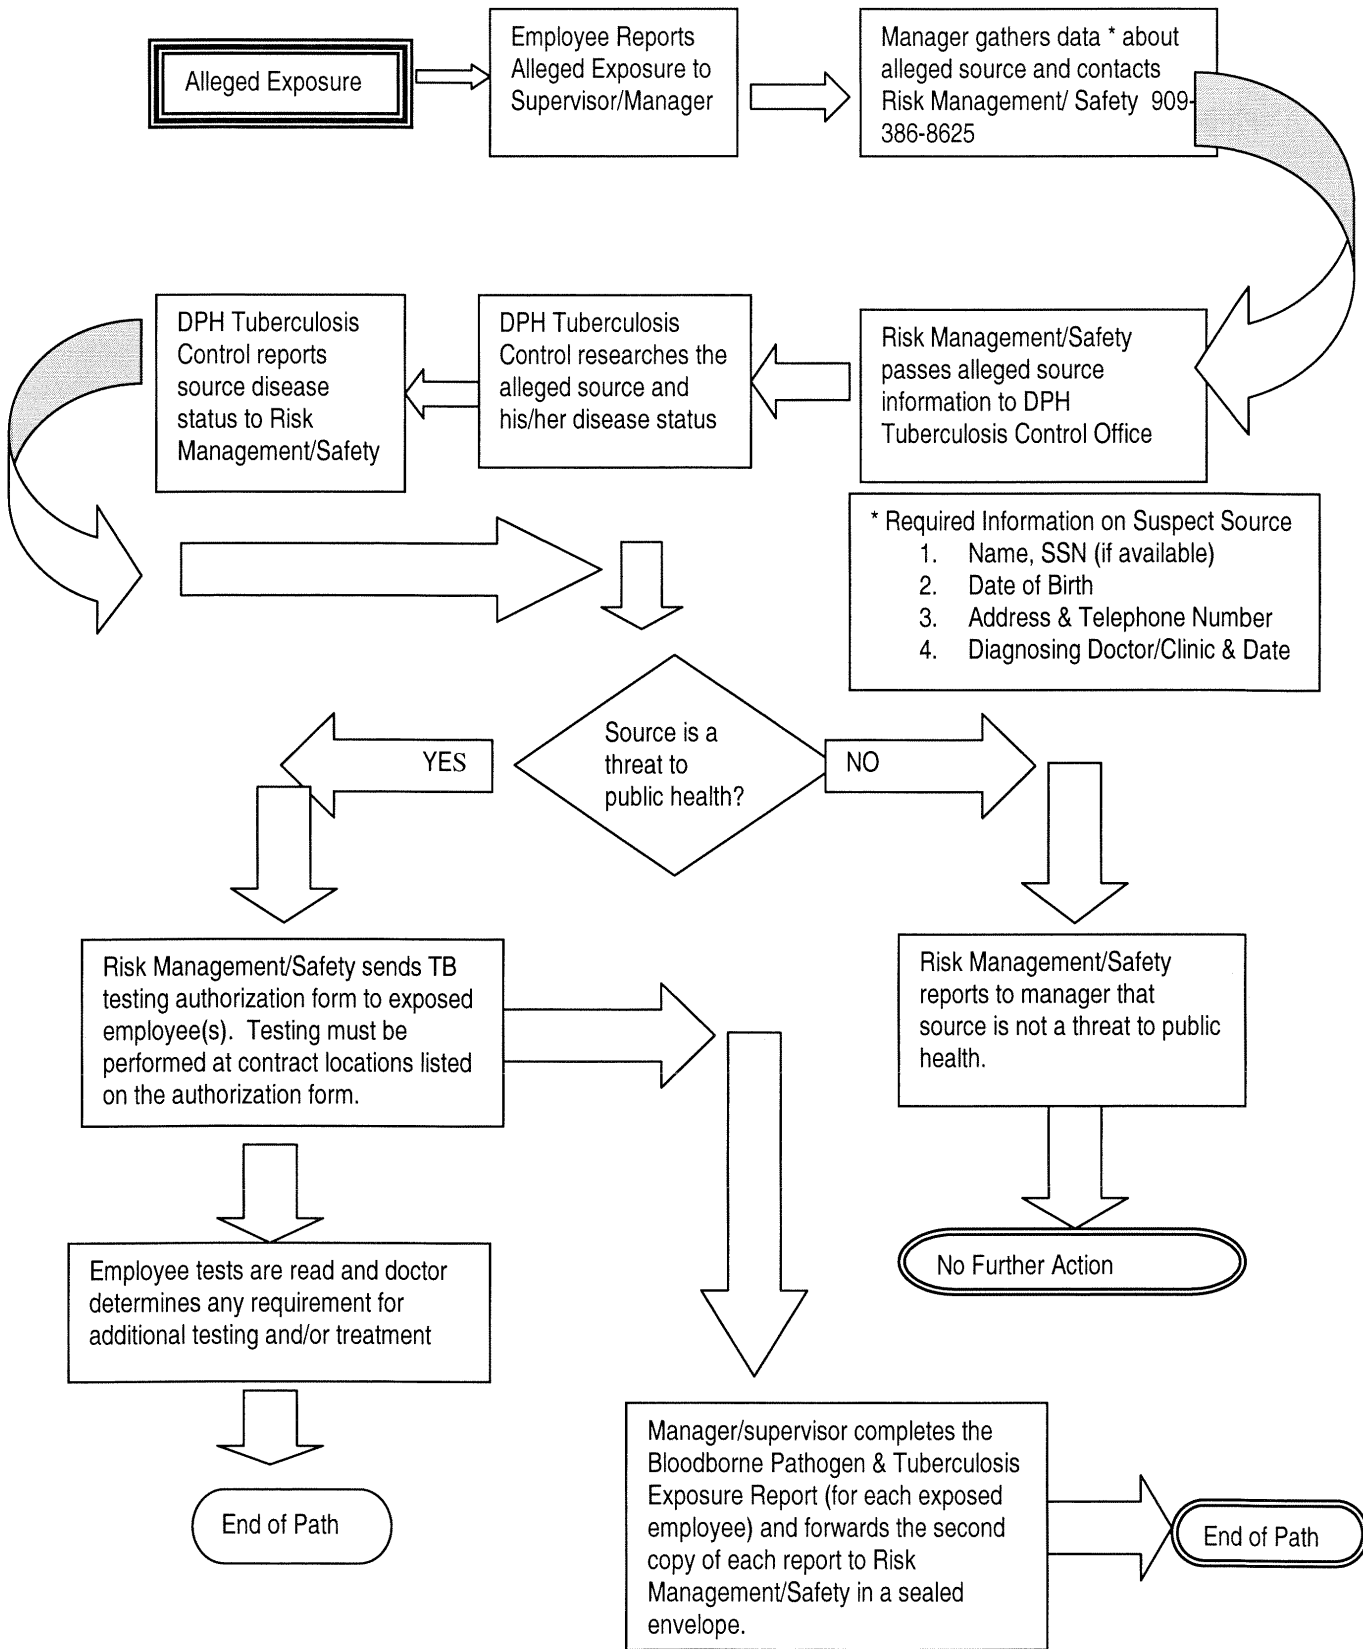 Alleged Exposure
Employee Reports
Alleged Exposure to
Supervisor/Manager
Manager gathers data * about
alleged source and contacts
Risk Management/ Safety 909-
386-8625
Risk Management/Safety
passes alleged source
information to DPH
Tuberculosis Control Office
DPH Tuberculosis
Control researches the
alleged source and
his/her disease status
DPH Tuberculosis
Control reports
source disease
status to Risk
Management/Safety
* Required Information on Suspect Source
1. Name, SSN (if available)
2. Date of Birth
3. Address & Telephone Number
4. Diagnosing Doctor/Clinic & Date
Source is a
threat to
public health?
YES
NO
Risk Management/Safety sends TB
testing authorization form to exposed
employee(s). Testing must be
performed at contract locations listed
on the authorization form.
Risk Management/Safety
reports to manager that
source is not a threat to public
health.
No Further Action
Employee tests are read and doctor
determines any requirement for
additional testing and/or treatment
End of Path
Manager/supervisor completes the
Bloodborne Pathogen & Tuberculosis
Exposure Report (for each exposed
employee) and forwards the second
copy of each report to Risk
Management/Safety in a sealed
envelope.
End of Path